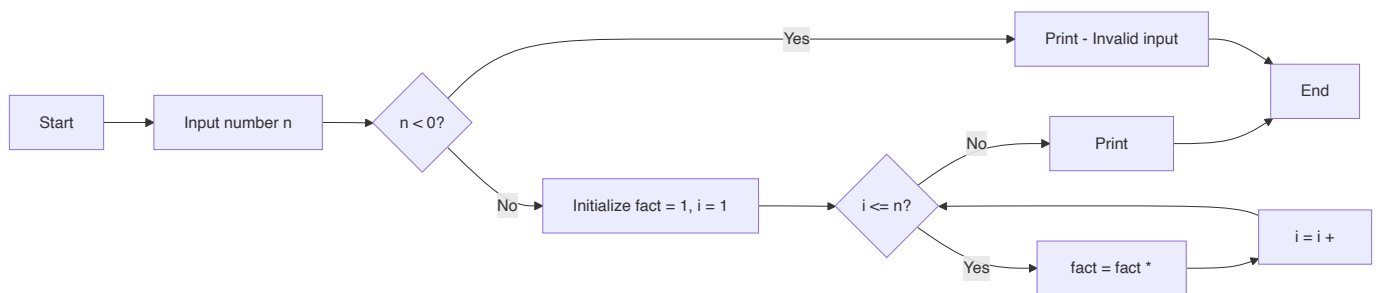 Start
Input number n
n < 0?
Yes
Print - Invalid input
End
No
Initialize fact = 1, i = 1
i <= n?
No
Print
Yes
fact = fact *
i = i +